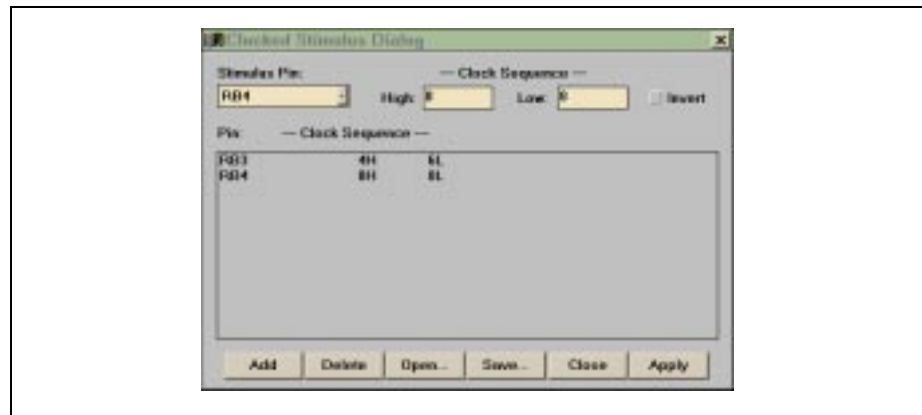 Clocked Stimulus Dialog
Stimulus Pin: — Clock Sequence —
RB4 High: 8 Low: 8 Invert
Pin: — Clock Sequence —
RB3 4H 6L
RB4 8H 8L
Add Delete Open... Save... Close Apply